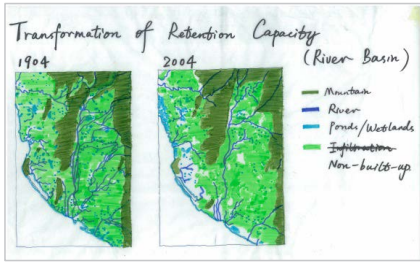 Transformation of Retention Capacity
(River Basin)
1904
2004
Mountain
River
Ponds/Wetlands
Infiltration
Non-built-up